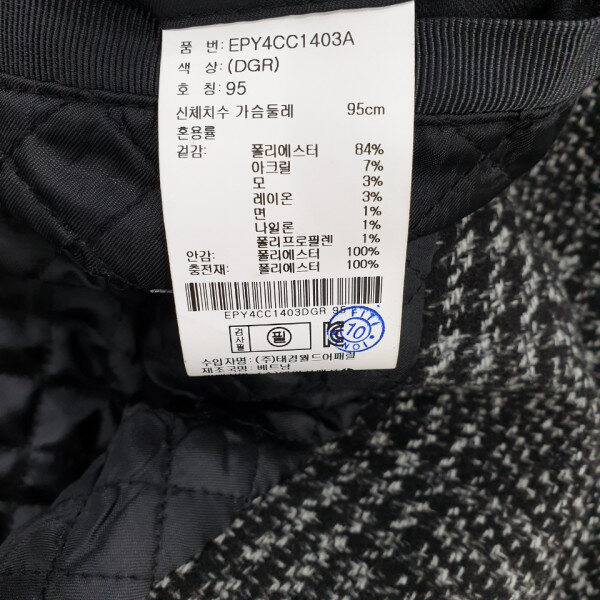 품 번:EPY4CC1403A
색 상:(DGR)
호 칭:95
신체치수 가슴둘레 95cm
혼용률
겉감: 폴리에스터 84%
아크릴 7%
모 3%
레이온 3%
면 1%
나일론 1%
폴리프로필렌 1%
안감: 폴리에스터 100%
충전재: 폴리에스터 100%
EPY4CC1403DGR 95
검사필 필
FITI
10
NOI
수입자명:(주)태경월드어패럴
제조국명:베트남